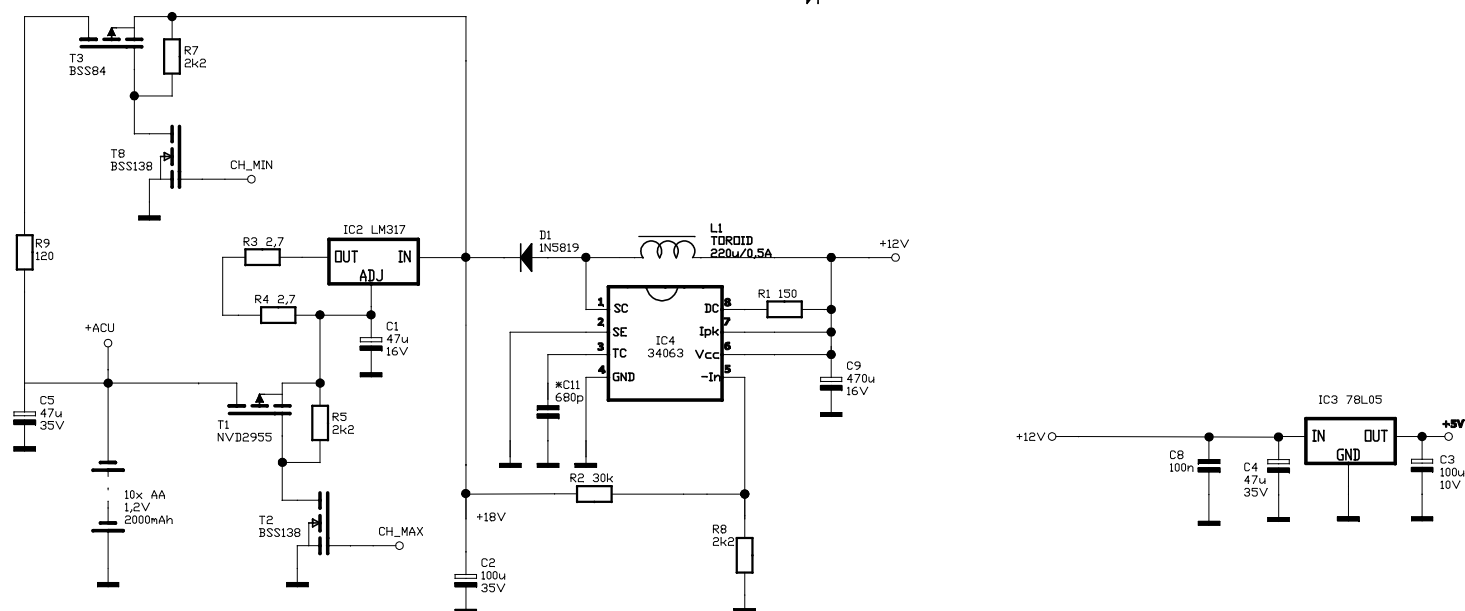 T3
BSS84
R7
2k2
T8
BSS138
CH_MIN
R9
120
R3 2,7
IC2 LM317
OUT
IN
ADJ
R4 2,7
C1
47u
16V
+ACU
C5
47u
35V
T1
NVD2955
R5
2k2
10x AA
1,2V
2000mAh
T2
BSS138
CH_MAX
D1
1N5819
L1
TOROID
220u/0,5A
+12V
1
SC
2
SE
3
TC
4
GND
IC4
34063
DC
8
Ipk
7
Vcc
6
-In
5
R1 150
*C11
680p
C9
470u
16V
R2 30k
+18V
R8
2k2
C2
100u
35V
+12V
C8
100n
C4
47u
35V
IC3 78L05
IN
OUT
GND
+5V
C3
100u
10V